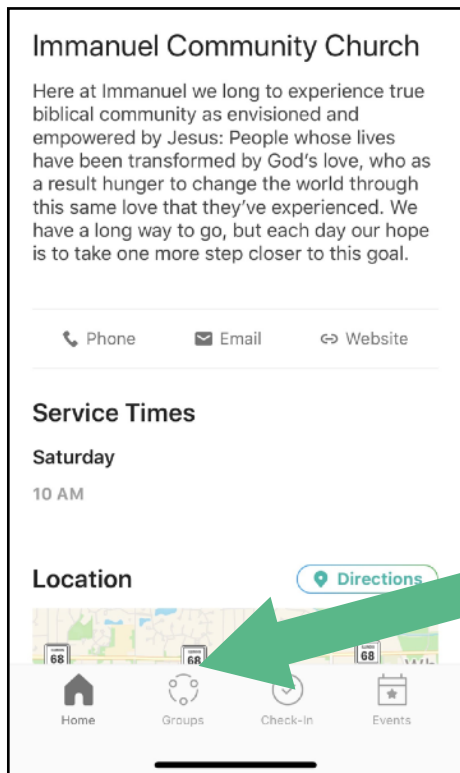 Immanuel Community Church
Here at Immanuel we long to experience true
biblical community as envisioned and
empowered by Jesus: People whose lives
have been transformed by God's love, who as
a result hunger to change the world through
this same love that they've experienced. We
have a long way to go, but each day our hope
is to take one more step closer to this goal.
Phone Email Website
Service Times
Saturday
10 AM
Location Directions
68 68 68
Home Groups Check-In Events